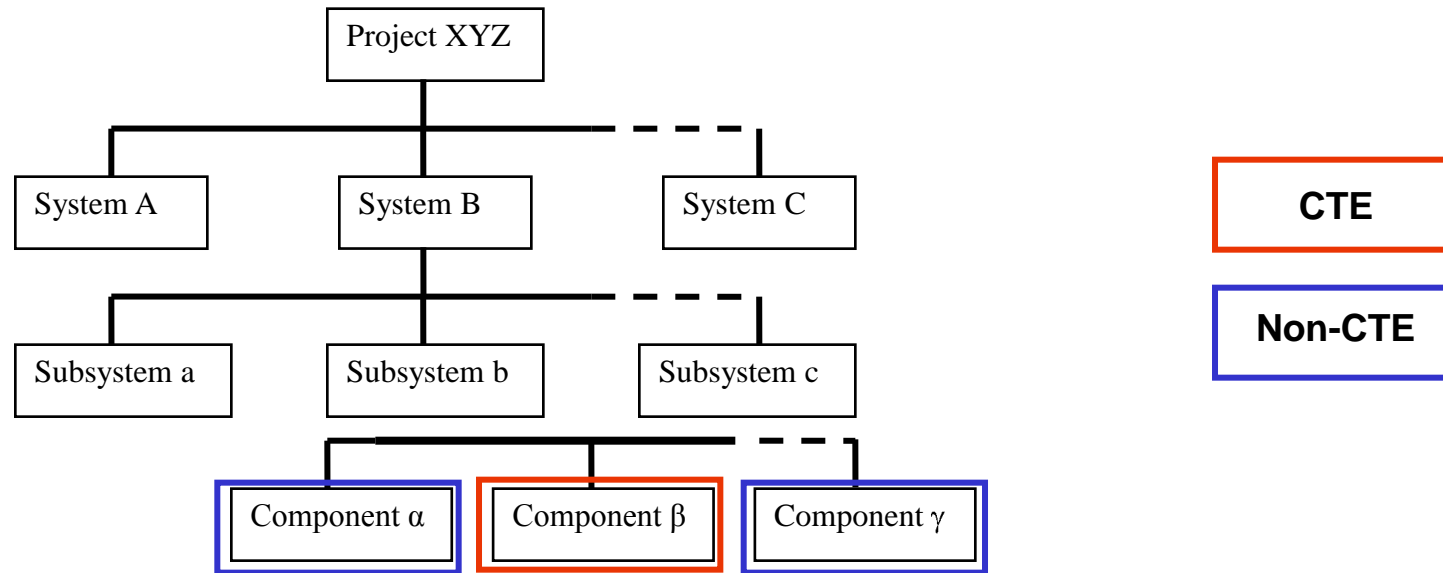 Project XYZ
System A
System B
System C
CTE
Non-CTE
Subsystem a
Subsystem b
Subsystem c
Component α
Component β
Component γ